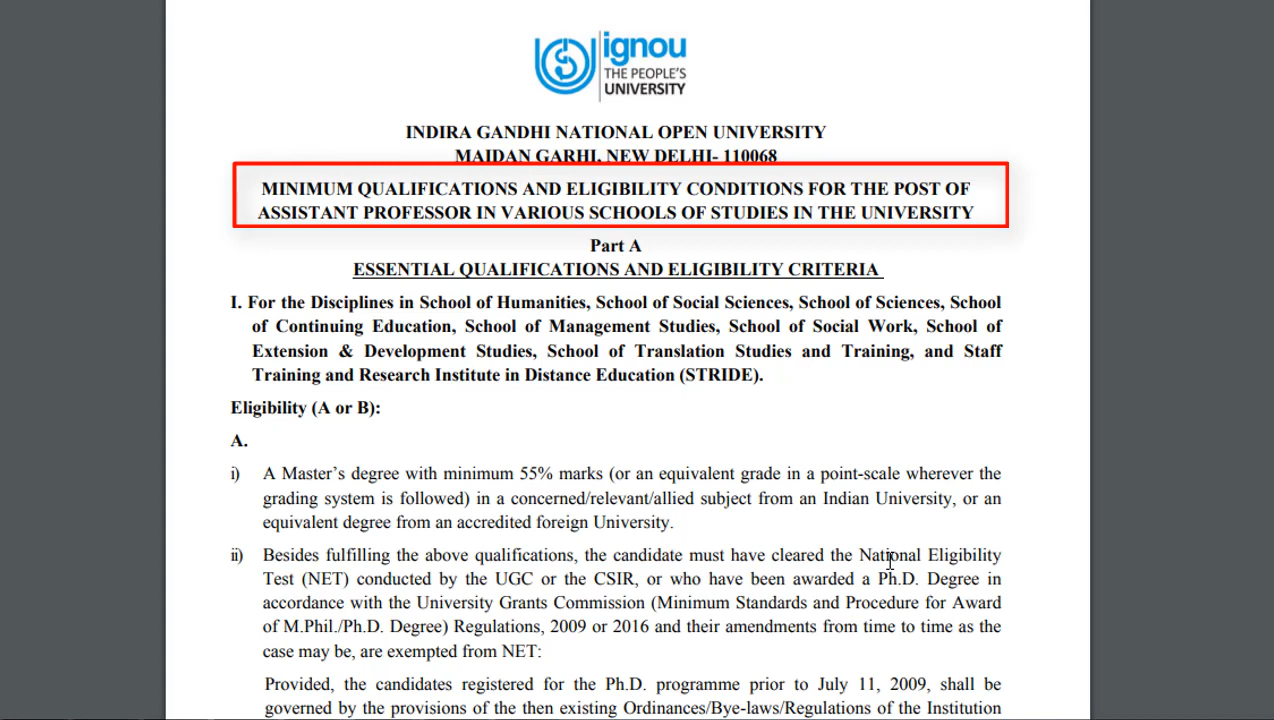 ignou
THE PEOPLE'S
UNIVERSITY
INDIRA GANDHI NATIONAL OPEN UNIVERSITY
MAIDAN GARHI, NEW DELHI- 110068
MINIMUM QUALIFICATIONS AND ELIGIBILITY CONDITIONS FOR THE POST OF
ASSISTANT PROFESSOR IN VARIOUS SCHOOLS OF STUDIES IN THE UNIVERSITY
Part A
ESSENTIAL QUALIFICATIONS AND ELIGIBILITY CRITERIA
I. For the Disciplines in School of Humanities, School of Social Sciences, School of Sciences, School
of Continuing Education, School of Management Studies, School of Social Work, School of
Extension & Development Studies, School of Translation Studies and Training, and Staff
Training and Research Institute in Distance Education (STRIDE).
Eligibility (A or B):
A.
i) A Master’s degree with minimum 55% marks (or an equivalent grade in a point-scale wherever the
grading system is followed) in a concerned/relevant/allied subject from an Indian University, or an
equivalent degree from an accredited foreign University.
ii) Besides fulfilling the above qualifications, the candidate must have cleared the National Eligibility
Test (NET) conducted by the UGC or the CSIR, or who have been awarded a Ph.D. Degree in
accordance with the University Grants Commission (Minimum Standards and Procedure for Award
of M.Phil./Ph.D. Degree) Regulations, 2009 or 2016 and their amendments from time to time as the
case may be, are exempted from NET:
Provided, the candidates registered for the Ph.D. programme prior to July 11, 2009, shall be
governed by the provisions of the then existing Ordinances/Bye-laws/Regulations of the Institution